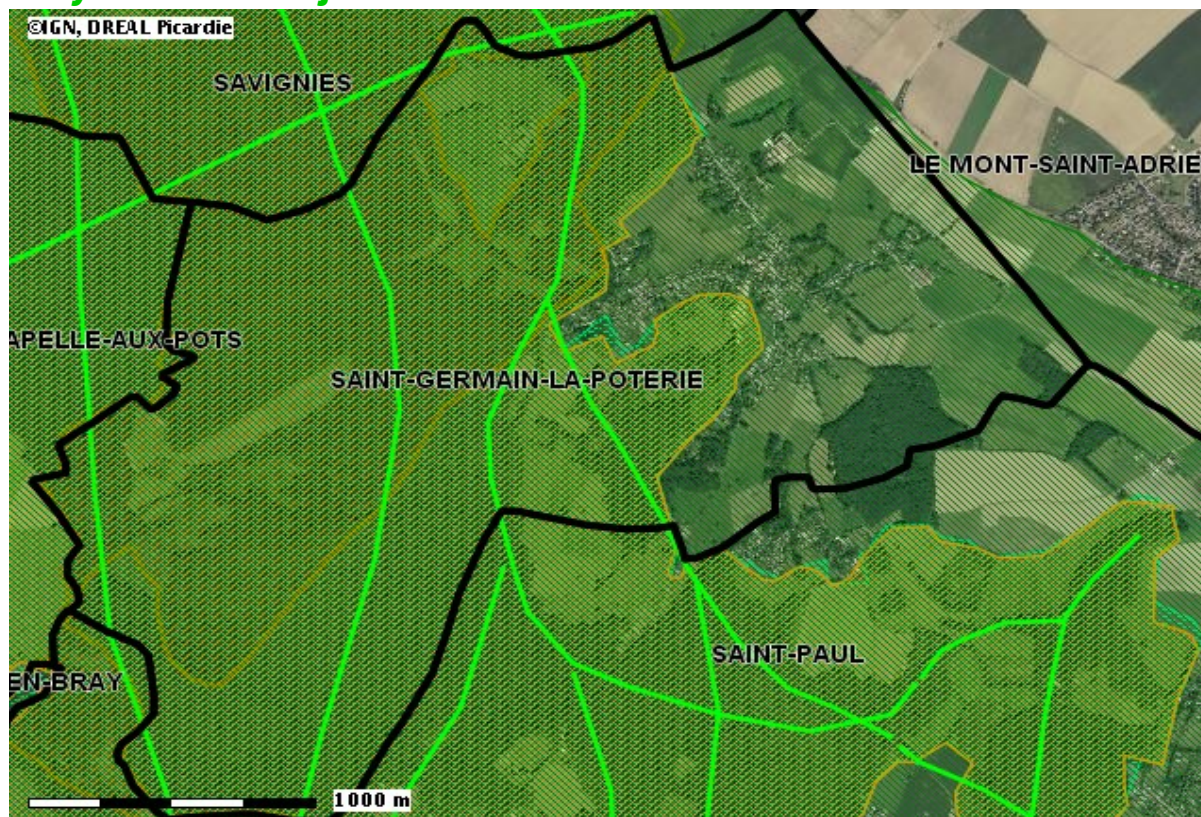 ©IGN, DREAL Picardie
SAVIGNIES
LE MONT-SAINT-ADRIE
APELLE-AUX-POTS
SAINT-GERMAIN-LA-POTERIE
SAINT-PAUL
EN-BRAY
1000 m